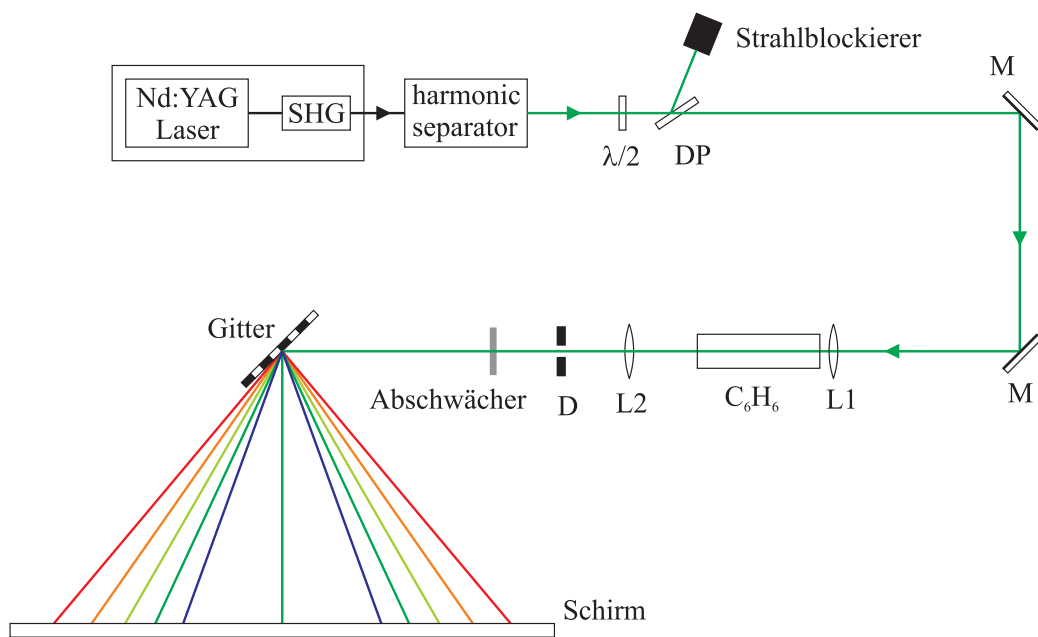 Strahlblockierer
M
Nd:YAG
Laser
SHG
harmonic
separator
λ/2
DP
Gitter
Abschwächer
D
L2
C₆H₆
L1
M
Schirm